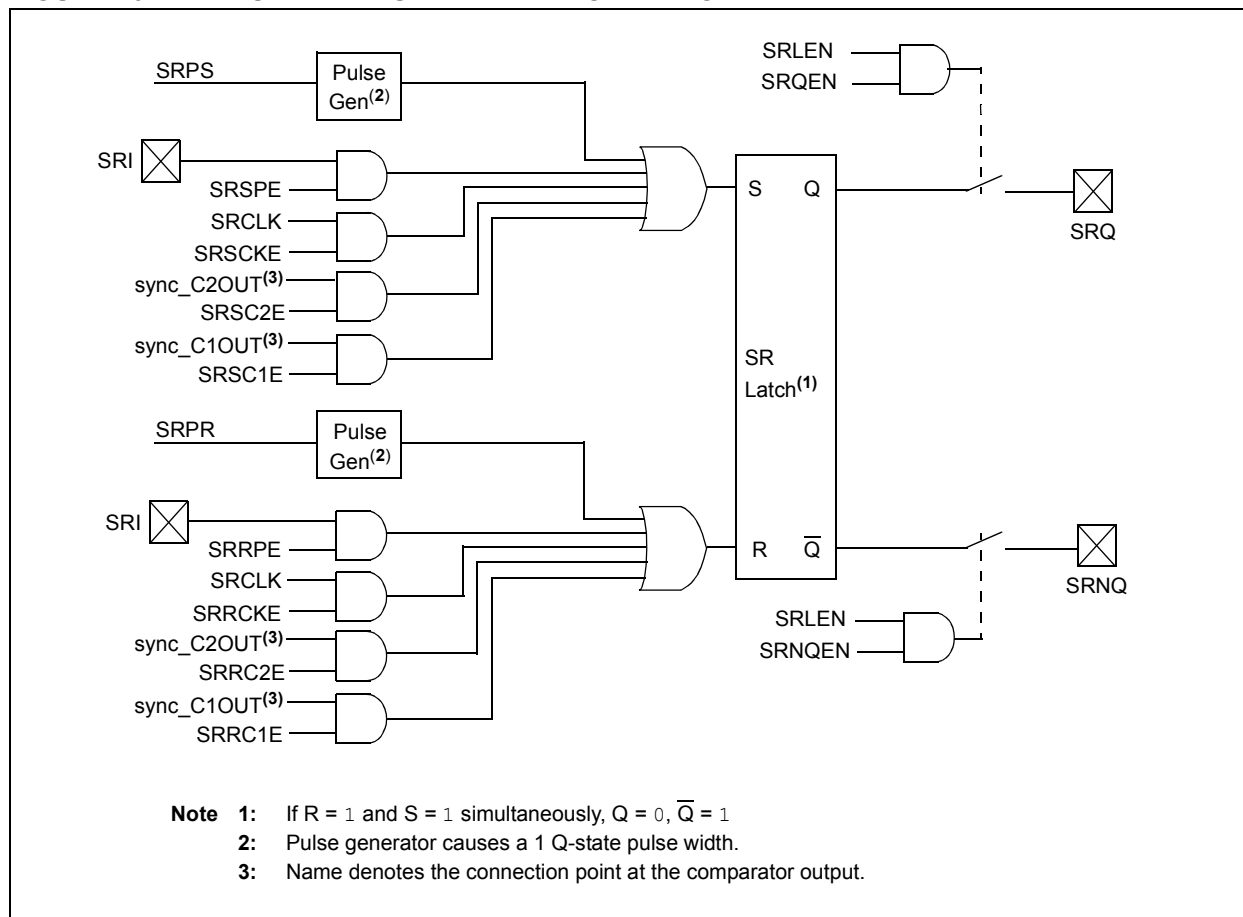 SRPS
Pulse
Gen(2)
SRI
SRSPE
SRCLK
SRSCKE
sync_C2OUT(3)
SRSC2E
sync_C1OUT(3)
SRSC1E
SRPR
Pulse
Gen(2)
SRI
SRRPE
SRCLK
SRRCKE
sync_C2OUT(3)
SRRC2E
sync_C1OUT(3)
SRRC1E
S Q
SR
Latch(1)
R Q̅
SRLEN
SRQEN
SRQ
SRNQ
SRLEN
SRNQEN
Note 1: If R = 1 and S = 1 simultaneously, Q = 0, Q̅ = 1
2: Pulse generator causes a 1 Q-state pulse width.
3: Name denotes the connection point at the comparator output.